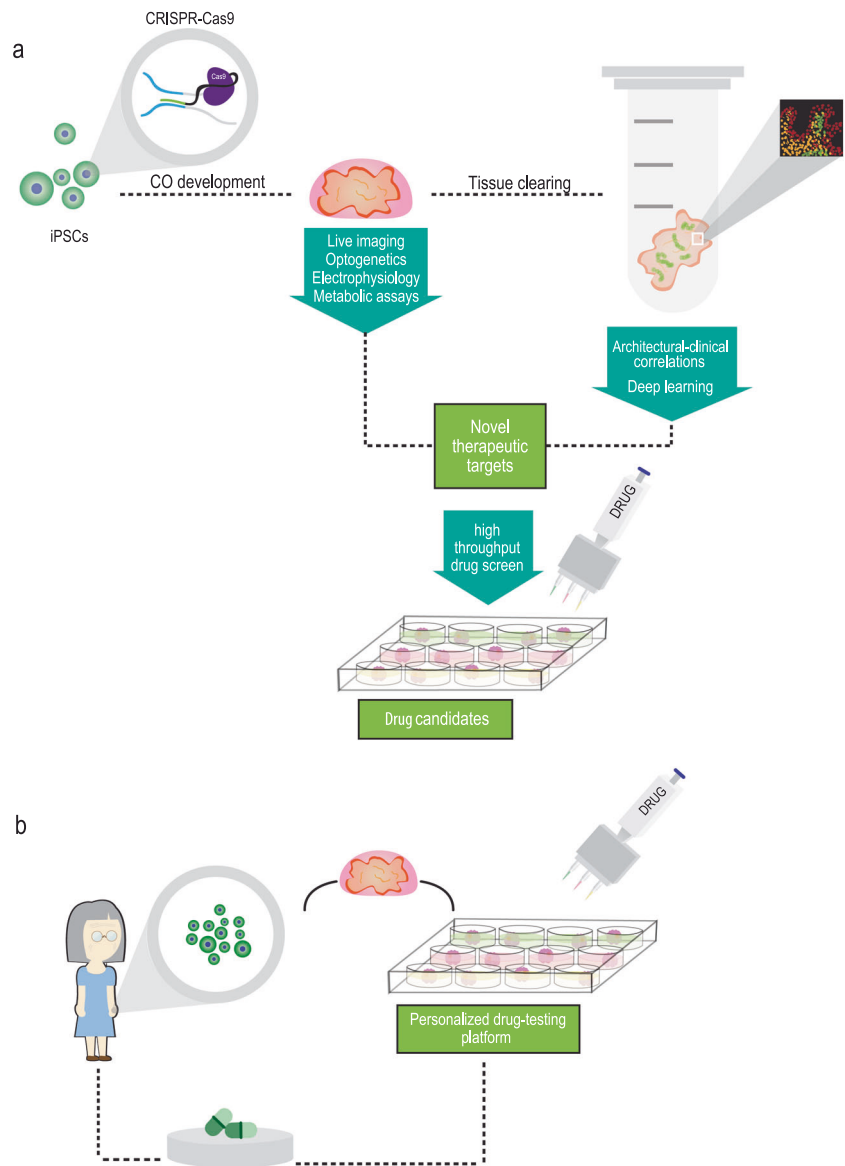 CRISPR-Cas9
a
Cas9
CO development
Tissue clearing
iPSCs
Live imaging
Optogenetics
Electrophysiology
Metabolic assays
Architectural-clinical
correlations
Deep learning
Novel
therapeutic
targets
DRUG
high
throughput
drug screen
Drug candidates
b
DRUG
Personalized drug-testing
platform